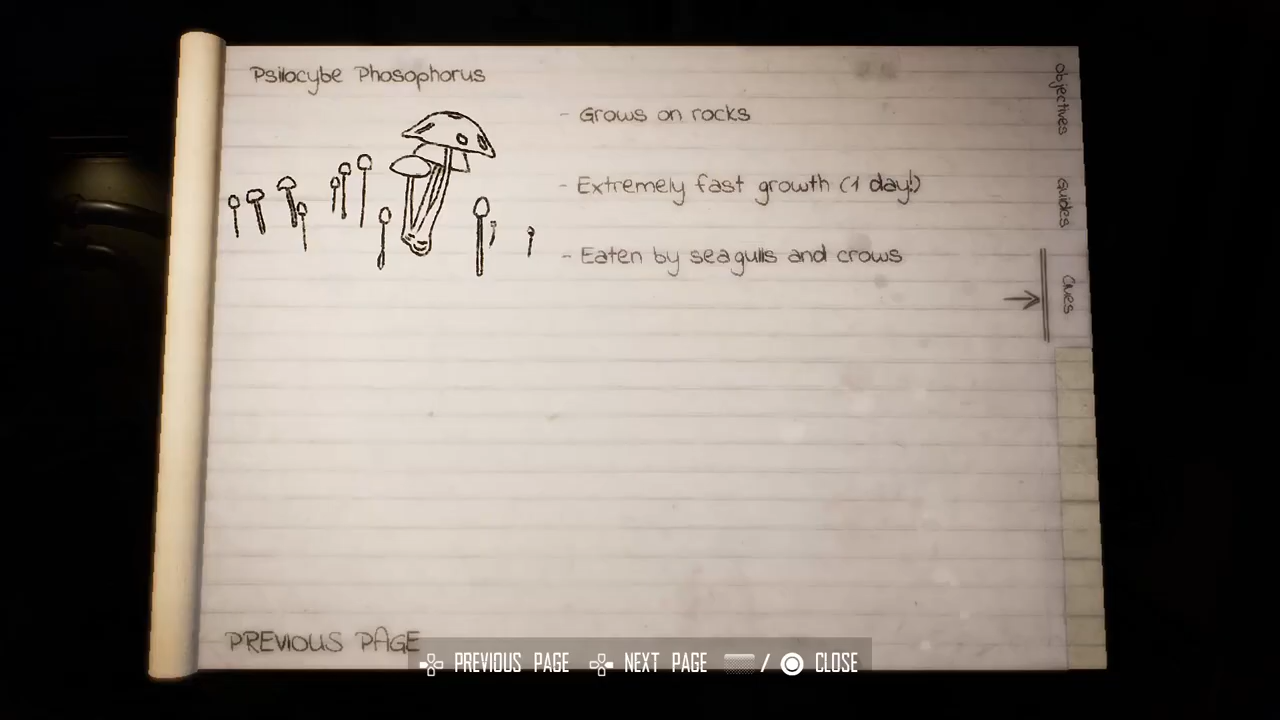 Psilocybe Phosophorus
- Grows on rocks
- Extremely fast growth (1 day!)
- Eaten by seagulls and crows
Objectives
Guides
Clues
PREVIOUS PAGE
PREVIOUS PAGE NEXT PAGE / CLOSE